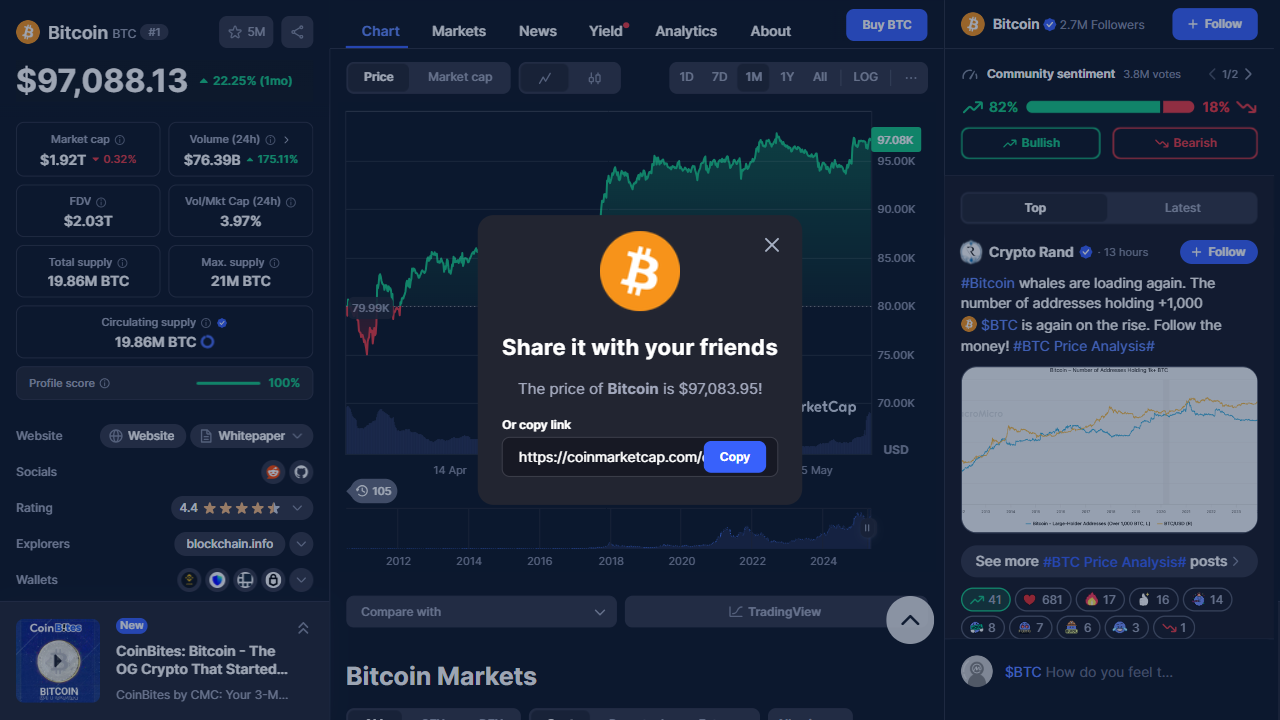 Bitcoin BTC #1
5M
$97,088.13
22.25% (1mo)
Market cap
$1.92T 0.32%
Volume (24h)
$76.39B 175.11%
FDV
$2.03T
Vol/Mkt Cap (24h)
3.97%
Total supply
19.86M BTC
Max. supply
21M BTC
Circulating supply
19.86M BTC
Profile score 100%
Website Website Whitepaper
Socials
Rating 4.4
Explorers blockchain.info
Wallets
CoinBites
BITCOIN
New
CoinBites: Bitcoin - The
OG Crypto That Started...
CoinBites by CMC: Your 3-M...
Chart Markets News Yield Analytics About
Buy BTC
Price Market cap
1D 7D 1M 1Y All LOG ...
97.08K
95.00K
90.00K
85.00K
80.00K
75.00K
70.00K
USD
79.99K
rketCap
14 Apr
5 May
105
2012 2014 2016 2018 2020 2022 2024
Compare with
TradingView
Bitcoin Markets
Share it with your friends
The price of Bitcoin is $97,083.95!
Or copy link
https://coinmarketcap.com/
Copy
Bitcoin 2.7M Followers
+ Follow
Community sentiment 3.8M votes 1/2
82% 18%
Bullish Bearish
Top Latest
Crypto Rand · 13 hours
+ Follow
#Bitcoin whales are loading again. The
number of addresses holding +1,000
$BTC is again on the rise. Follow the
money! #BTC Price Analysis#
Bitcoin – Number of Addresses Holding 1k+ BTC
See more #BTC Price Analysis# posts
41 681 17 16 14
8 7 6 3 1
$BTC How do you feel t...